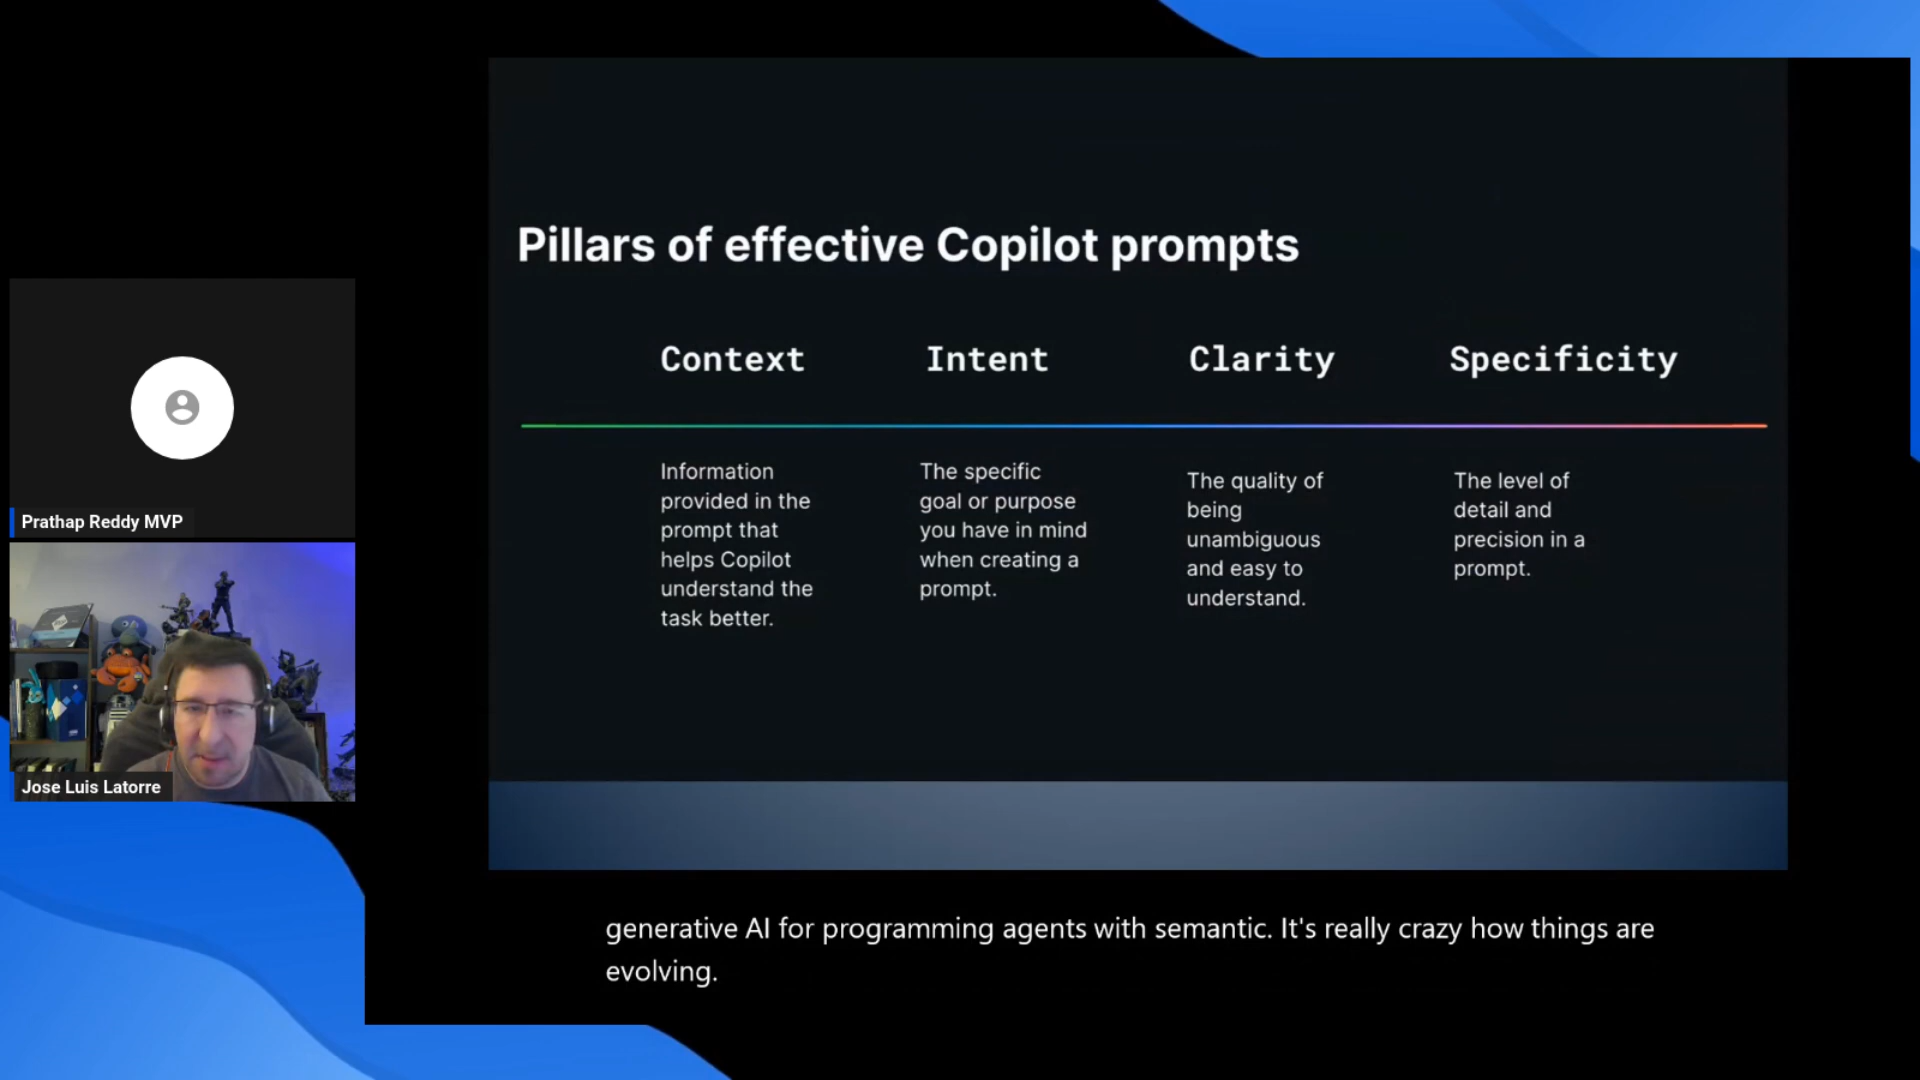 Pillars of effective Copilot prompts
Context
Intent
Clarity
Specificity
Information
provided in the
prompt that
helps Copilot
understand the
task better.
The specific
goal or purpose
you have in mind
when creating a
prompt.
The quality of
being
unambiguous
and easy to
understand.
The level of
detail and
precision in a
prompt.
Prathap Reddy MVP
Jose Luis Latorre
generative AI for programming agents with semantic. It's really crazy how things are
evolving.